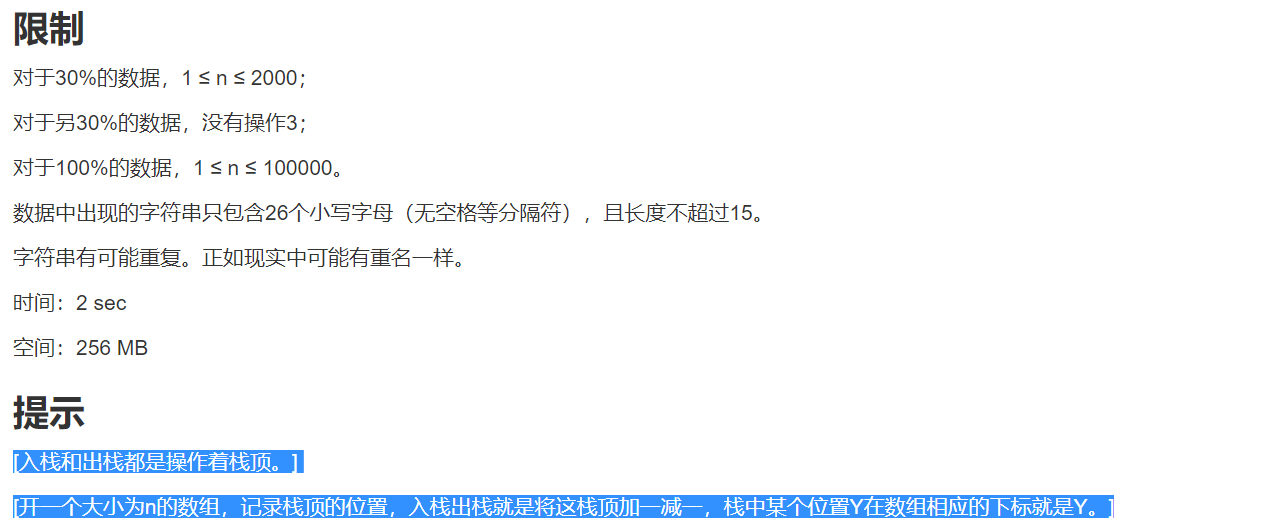 限制
对于30%的数据，1 ≤ n ≤ 2000；
对于另30%的数据，没有操作3；
对于100%的数据，1 ≤ n ≤ 100000。
数据中出现的字符串只包含26个小写字母（无空格等分隔符），且长度不超过15。
字符串有可能重复。正如现实中可能有重名一样。
时间：2 sec
空间：256 MB
提示
[入栈和出栈都是操作着栈顶。]
[开一个大小为n的数组，记录栈顶的位置，入栈出栈就是将这栈顶加一减一，栈中某个位置Y在数组相应的下标就是Y。]